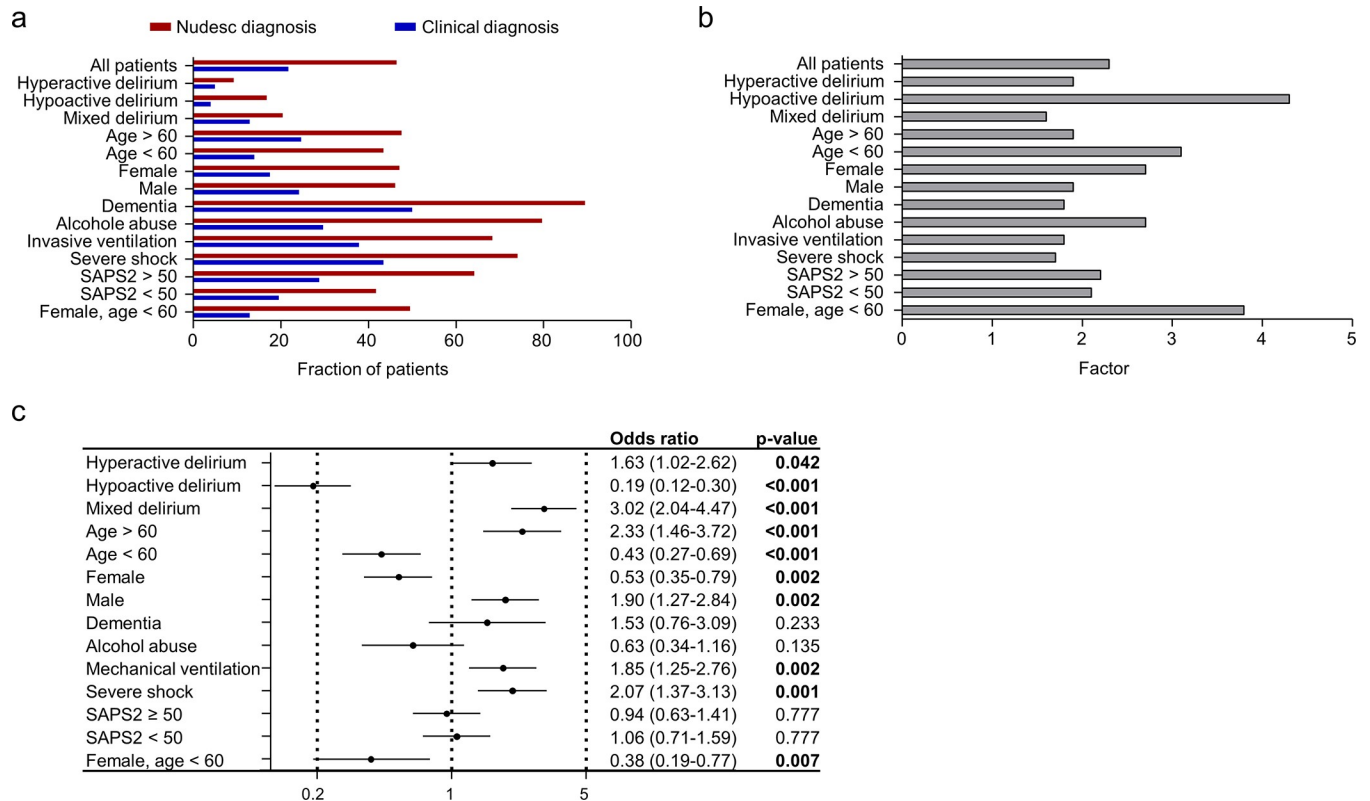 a
Nudesc diagnosis
Clinical diagnosis
All patients
Hyperactive delirium
Hypoactive delirium
Mixed delirium
Age > 60
Age < 60
Female
Male
Dementia
Alcohole abuse
Invasive ventilation
Severe shock
SAPS2 > 50
SAPS2 < 50
Female, age < 60
0 20 40 60 80 100
Fraction of patients
b
All patients
Hyperactive delirium
Hypoactive delirium
Mixed delirium
Age > 60
Age < 60
Female
Male
Dementia
Alcohol abuse
Invasive ventilation
Severe shock
SAPS2 > 50
SAPS2 < 50
Female, age < 60
0 1 2 3 4 5
Factor
c
Odds ratio p-value
Hyperactive delirium 1.63 (1.02-2.62) 0.042
Hypoactive delirium 0.19 (0.12-0.30) <0.001
Mixed delirium 3.02 (2.04-4.47) <0.001
Age > 60 2.33 (1.46-3.72) <0.001
Age < 60 0.43 (0.27-0.69) <0.001
Female 0.53 (0.35-0.79) 0.002
Male 1.90 (1.27-2.84) 0.002
Dementia 1.53 (0.76-3.09) 0.233
Alcohol abuse 0.63 (0.34-1.16) 0.135
Mechanical ventilation 1.85 (1.25-2.76) 0.002
Severe shock 2.07 (1.37-3.13) 0.001
SAPS2 ≥ 50 0.94 (0.63-1.41) 0.777
SAPS2 < 50 1.06 (0.71-1.59) 0.777
Female, age < 60 0.38 (0.19-0.77) 0.007
0.2 1 5